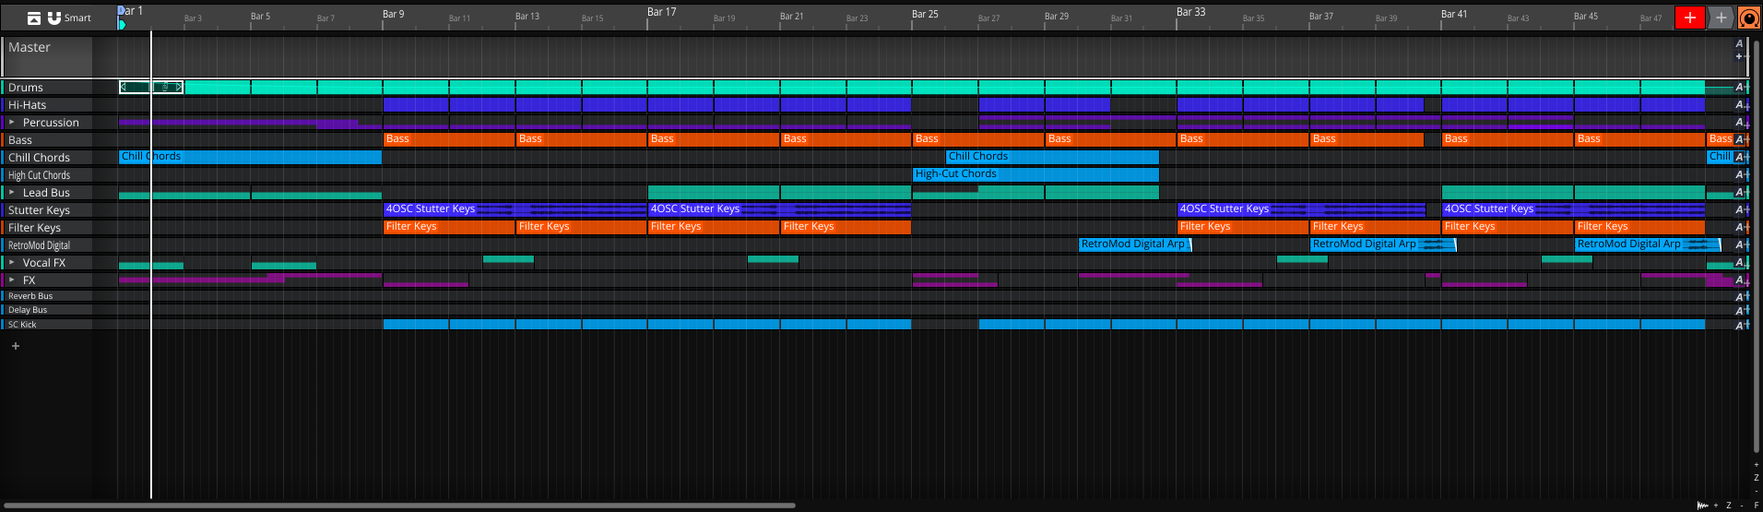 Smart Bar 1 Bar 3 Bar 5 Bar 7 Bar 9 Bar 11 Bar 13 Bar 15 Bar 17 Bar 19 Bar 21 Bar 23 Bar 25 Bar 27 Bar 29 Bar 31 Bar 33 Bar 35 Bar 37 Bar 39 Bar 41 Bar 43 Bar 45 Bar 47
Master A
Drums A
Hi-Hats A
Percussion A
Bass Bass Bass Bass Bass Bass Bass Bass Bass Bass Bass Bass A
Chill Chords Chill Chords Chill Chords Chill A
High Cut Chords High-Cut Chords A
Lead Bus A
Stutter Keys 4OSC Stutter Keys 4OSC Stutter Keys 4OSC Stutter Keys 4OSC Stutter Keys A
Filter Keys Filter Keys Filter Keys Filter Keys Filter Keys Filter Keys Filter Keys Filter Keys Filter Keys A
RetroMod Digital RetroMod Digital Arp RetroMod Digital Arp RetroMod Digital Arp A
Vocal FX A
FX A
Reverb Bus A
Delay Bus A
SC Kick A
Z
Z F